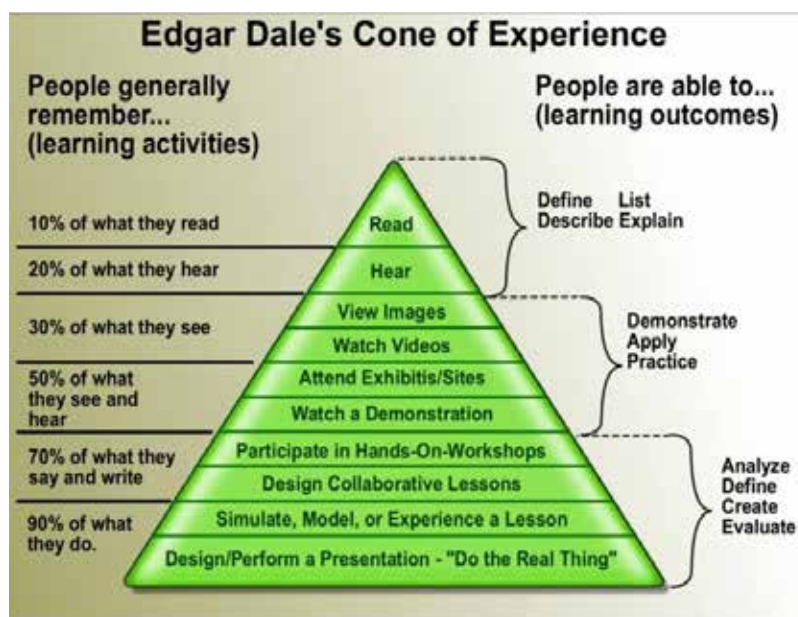 Edgar Dale's Cone of Experience
People generally
remember...
(learning activities)
People are able to...
(learning outcomes)
10% of what they read
20% of what they hear
30% of what they see
50% of what
they see and
hear
70% of what they
say and write
90% of what
they do.
Read
Hear
View Images
Watch Videos
Attend Exhibitis/Sites
Watch a Demonstration
Participate in Hands-On-Workshops
Design Collaborative Lessons
Simulate, Model, or Experience a Lesson
Design/Perform a Presentation - "Do the Real Thing"
Define List
Describe Explain
Demonstrate
Apply
Practice
Analyze
Define
Create
Evaluate